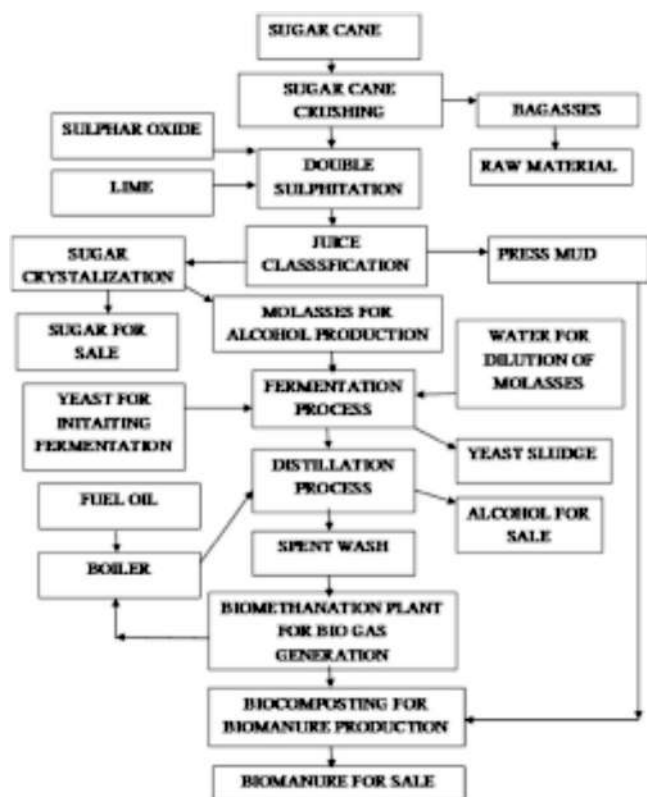 SUGAR CANE
SUGAR CANE
CRUSHING
BAGASSES
SULPHAR OXIDE
RAW MATERIAL
DOUBLE
SULPHITATION
LIME
JUICE
CLASSSFICATION
PRESS MUD
SUGAR
CRYSTALIZATION
MOLASSES FOR
ALCOHOL PRODUCTION
SUGAR FOR
SALE
WATER FOR
DILUTION OF
MOLASSES
FERMENTATION
PROCESS
YEAST FOR
INITAITING
FERMENTATION
YEAST SLUDGE
DISTILLATION
PROCESS
FUEL OIL
ALCOHOL FOR
SALE
SPENT WASH
BOILER
BIOMETHANATION PLANT
FOR BIO GAS
GENERATION
BIOCOMPOSTING FOR
BIOMANURE PRODUCTION
BIOMANURE FOR SALE